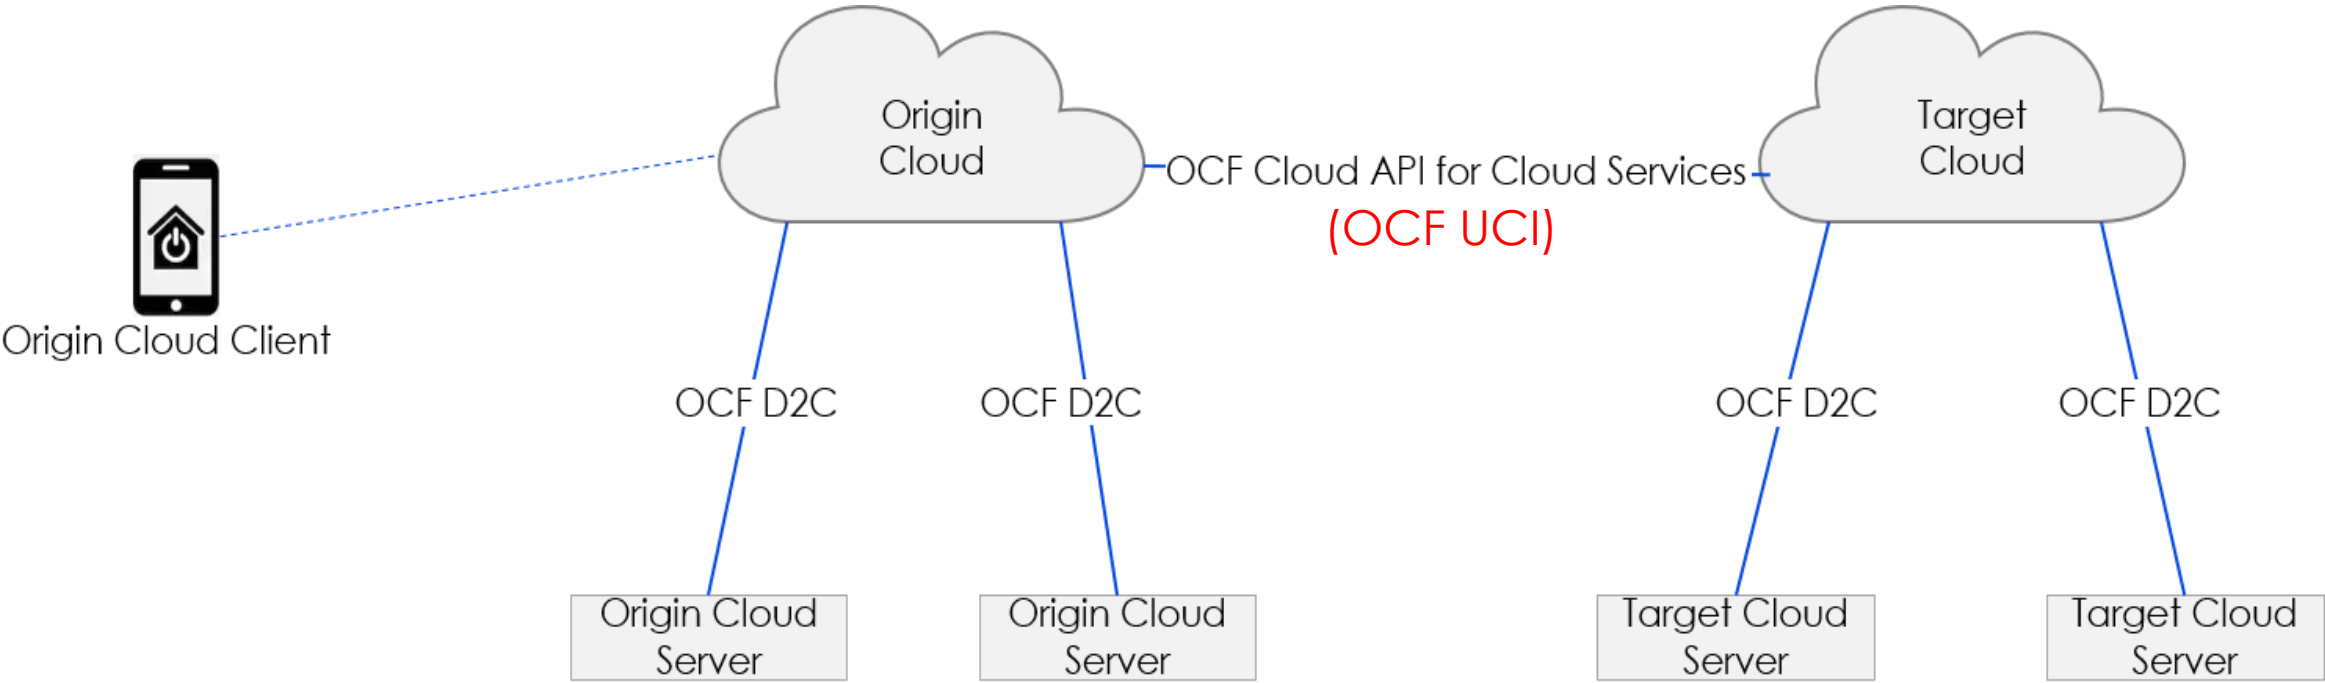 Origin
Cloud
Target
Cloud
OCF Cloud API for Cloud Services
(OCF UCI)
Origin Cloud Client
OCF D2C
OCF D2C
OCF D2C
OCF D2C
Origin Cloud
Server
Origin Cloud
Server
Target Cloud
Server
Target Cloud
Server